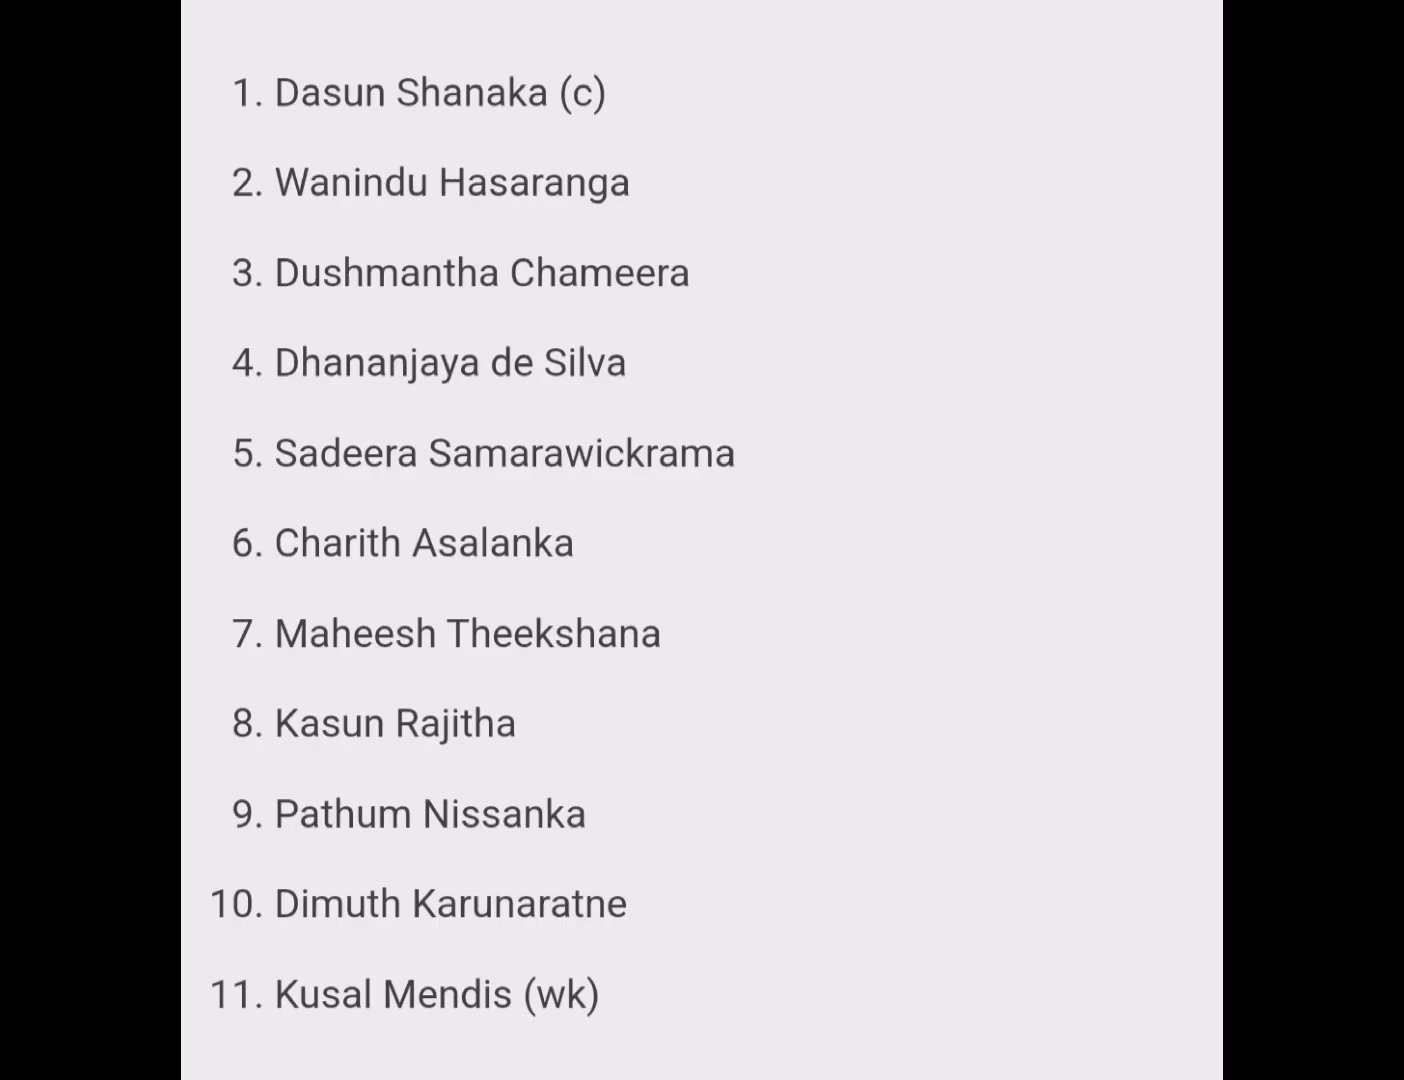 1. Dasun Shanaka (c)
2. Wanindu Hasaranga
3. Dushmantha Chameera
4. Dhananjaya de Silva
5. Sadeera Samarawickrama
6. Charith Asalanka
7. Maheesh Theekshana
8. Kasun Rajitha
9. Pathum Nissanka
10. Dimuth Karunaratne
11. Kusal Mendis (wk)